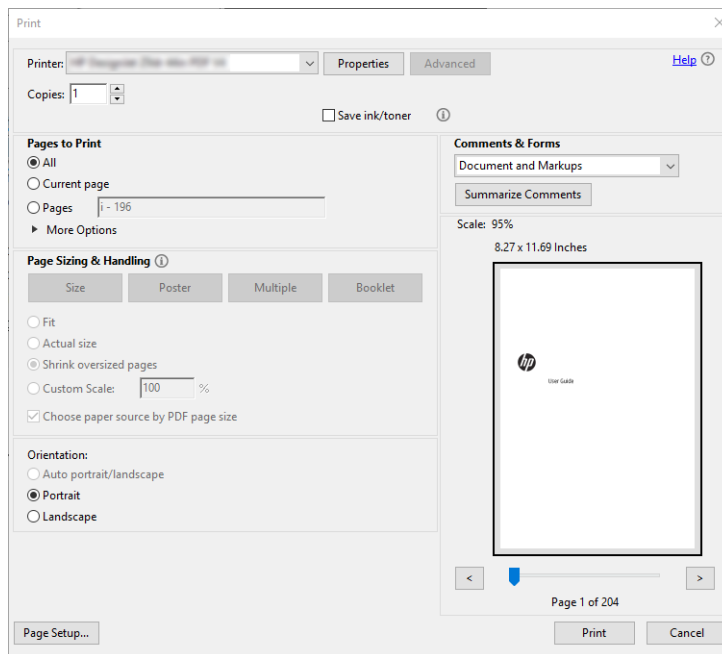 Print
Printer:
Properties
Advanced
Help
Copies: 1
Save ink/toner
Pages to Print
All
Current page
Pages i - 196
More Options
Page Sizing & Handling
Size Poster Multiple Booklet
Fit
Actual size
Shrink oversized pages
Custom Scale: 100 %
Choose paper source by PDF page size
Orientation:
Auto portrait/landscape
Portrait
Landscape
Comments & Forms
Document and Markups
Summarize Comments
Scale: 95%
8.27 x 11.69 Inches
hp
User Guide
< >
Page 1 of 204
Page Setup...
Print Cancel